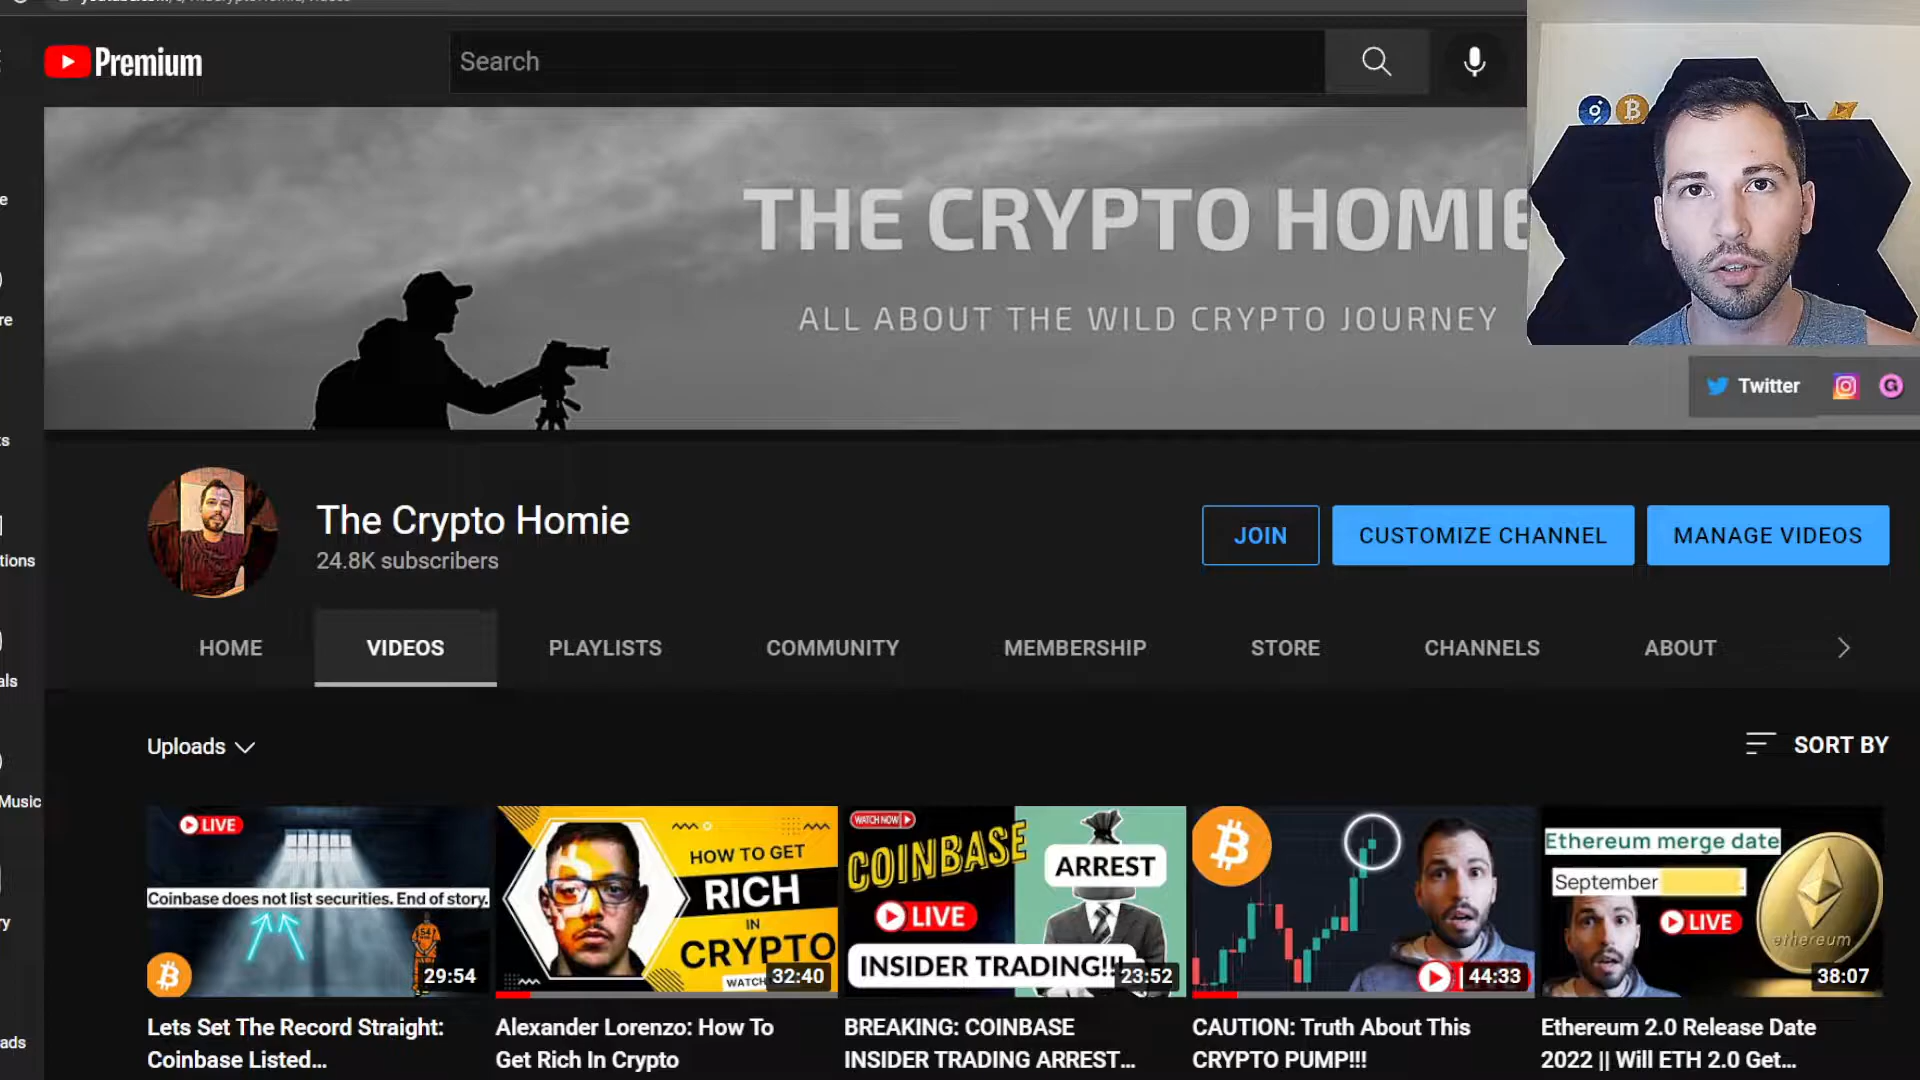 Premium
Search
THE CRYPTO HOMIE
ALL ABOUT THE WILD CRYPTO JOURNEY
Twitter
The Crypto Homie
24.8K subscribers
JOIN
CUSTOMIZE CHANNEL
MANAGE VIDEOS
HOME
VIDEOS
PLAYLISTS
COMMUNITY
MEMBERSHIP
STORE
CHANNELS
ABOUT
Uploads
SORT BY
Music
LIVE
Coinbase does not list securities. End of story.
29:54
HOW TO GET
RICH
IN
CRYPTO
WATCH
32:40
WATCH NOW
COINBASE
ARREST
LIVE
INSIDER TRADING!!!
23:52
44:33
Ethereum merge date
September
LIVE
ethereum
38:07
Lets Set The Record Straight:
Coinbase Listed...
Alexander Lorenzo: How To
Get Rich In Crypto
BREAKING: COINBASE
INSIDER TRADING ARREST...
CAUTION: Truth About This
CRYPTO PUMP!!!
Ethereum 2.0 Release Date
2022 || Will ETH 2.0 Get...